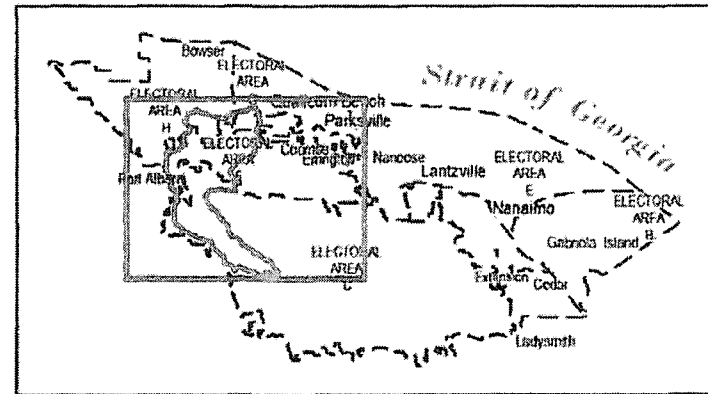 Bowser
ELECTORAL
AREA
Strait of Georgia
ELECTORAL
AREA
H
Qualicum Beach
Parksville
ELECTORAL
AREA
Coombs
Errington
Nanoose
Port Alberni
Lantzville
ELECTORAL
AREA
E
Nanaimo
ELECTORAL
AREA
B
Gabriola Island
ELECTORAL
AREA
C
Extension
Cedar
Ladysmith